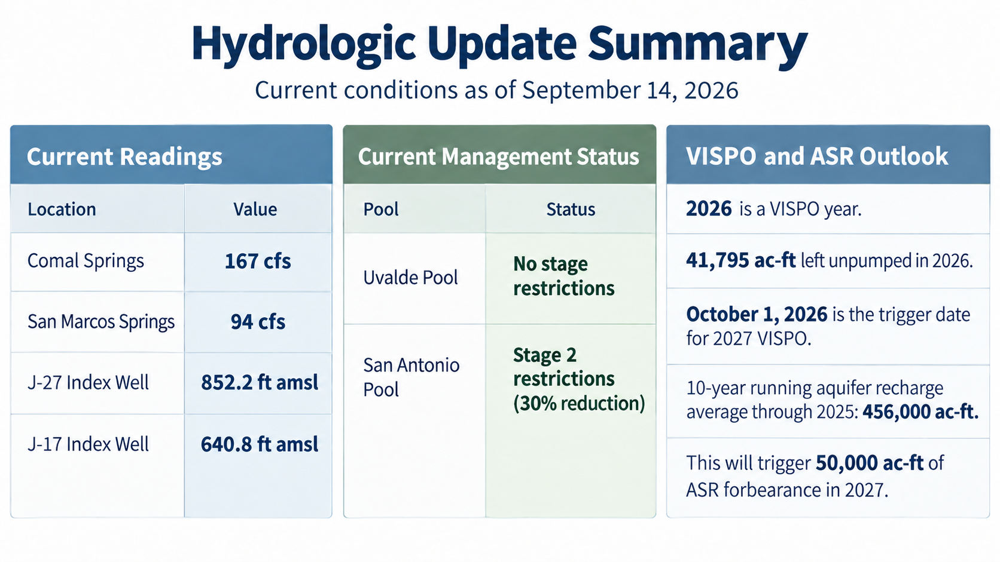 Hydrologic Update Summary
Current conditions as of September 14, 2026
Current Readings
Location Value
Comal Springs 167 cfs
San Marcos Springs 94 cfs
J-27 Index Well 852.2 ft amsl
J-17 Index Well 640.8 ft amsl
Current Management Status
Pool Status
Uvalde Pool
No stage
restrictions
San Antonio
Pool
Stage 2
restrictions
(30% reduction)
VISPO and ASR Outlook
2026 is a VISPO year.
41,795 ac-ft left unpumped in 2026.
October 1, 2026 is the trigger date
for 2027 VISPO.
10-year running aquifer recharge
average through 2025: 456,000 ac-ft.
This will trigger 50,000 ac-ft of
ASR forbearance in 2027.